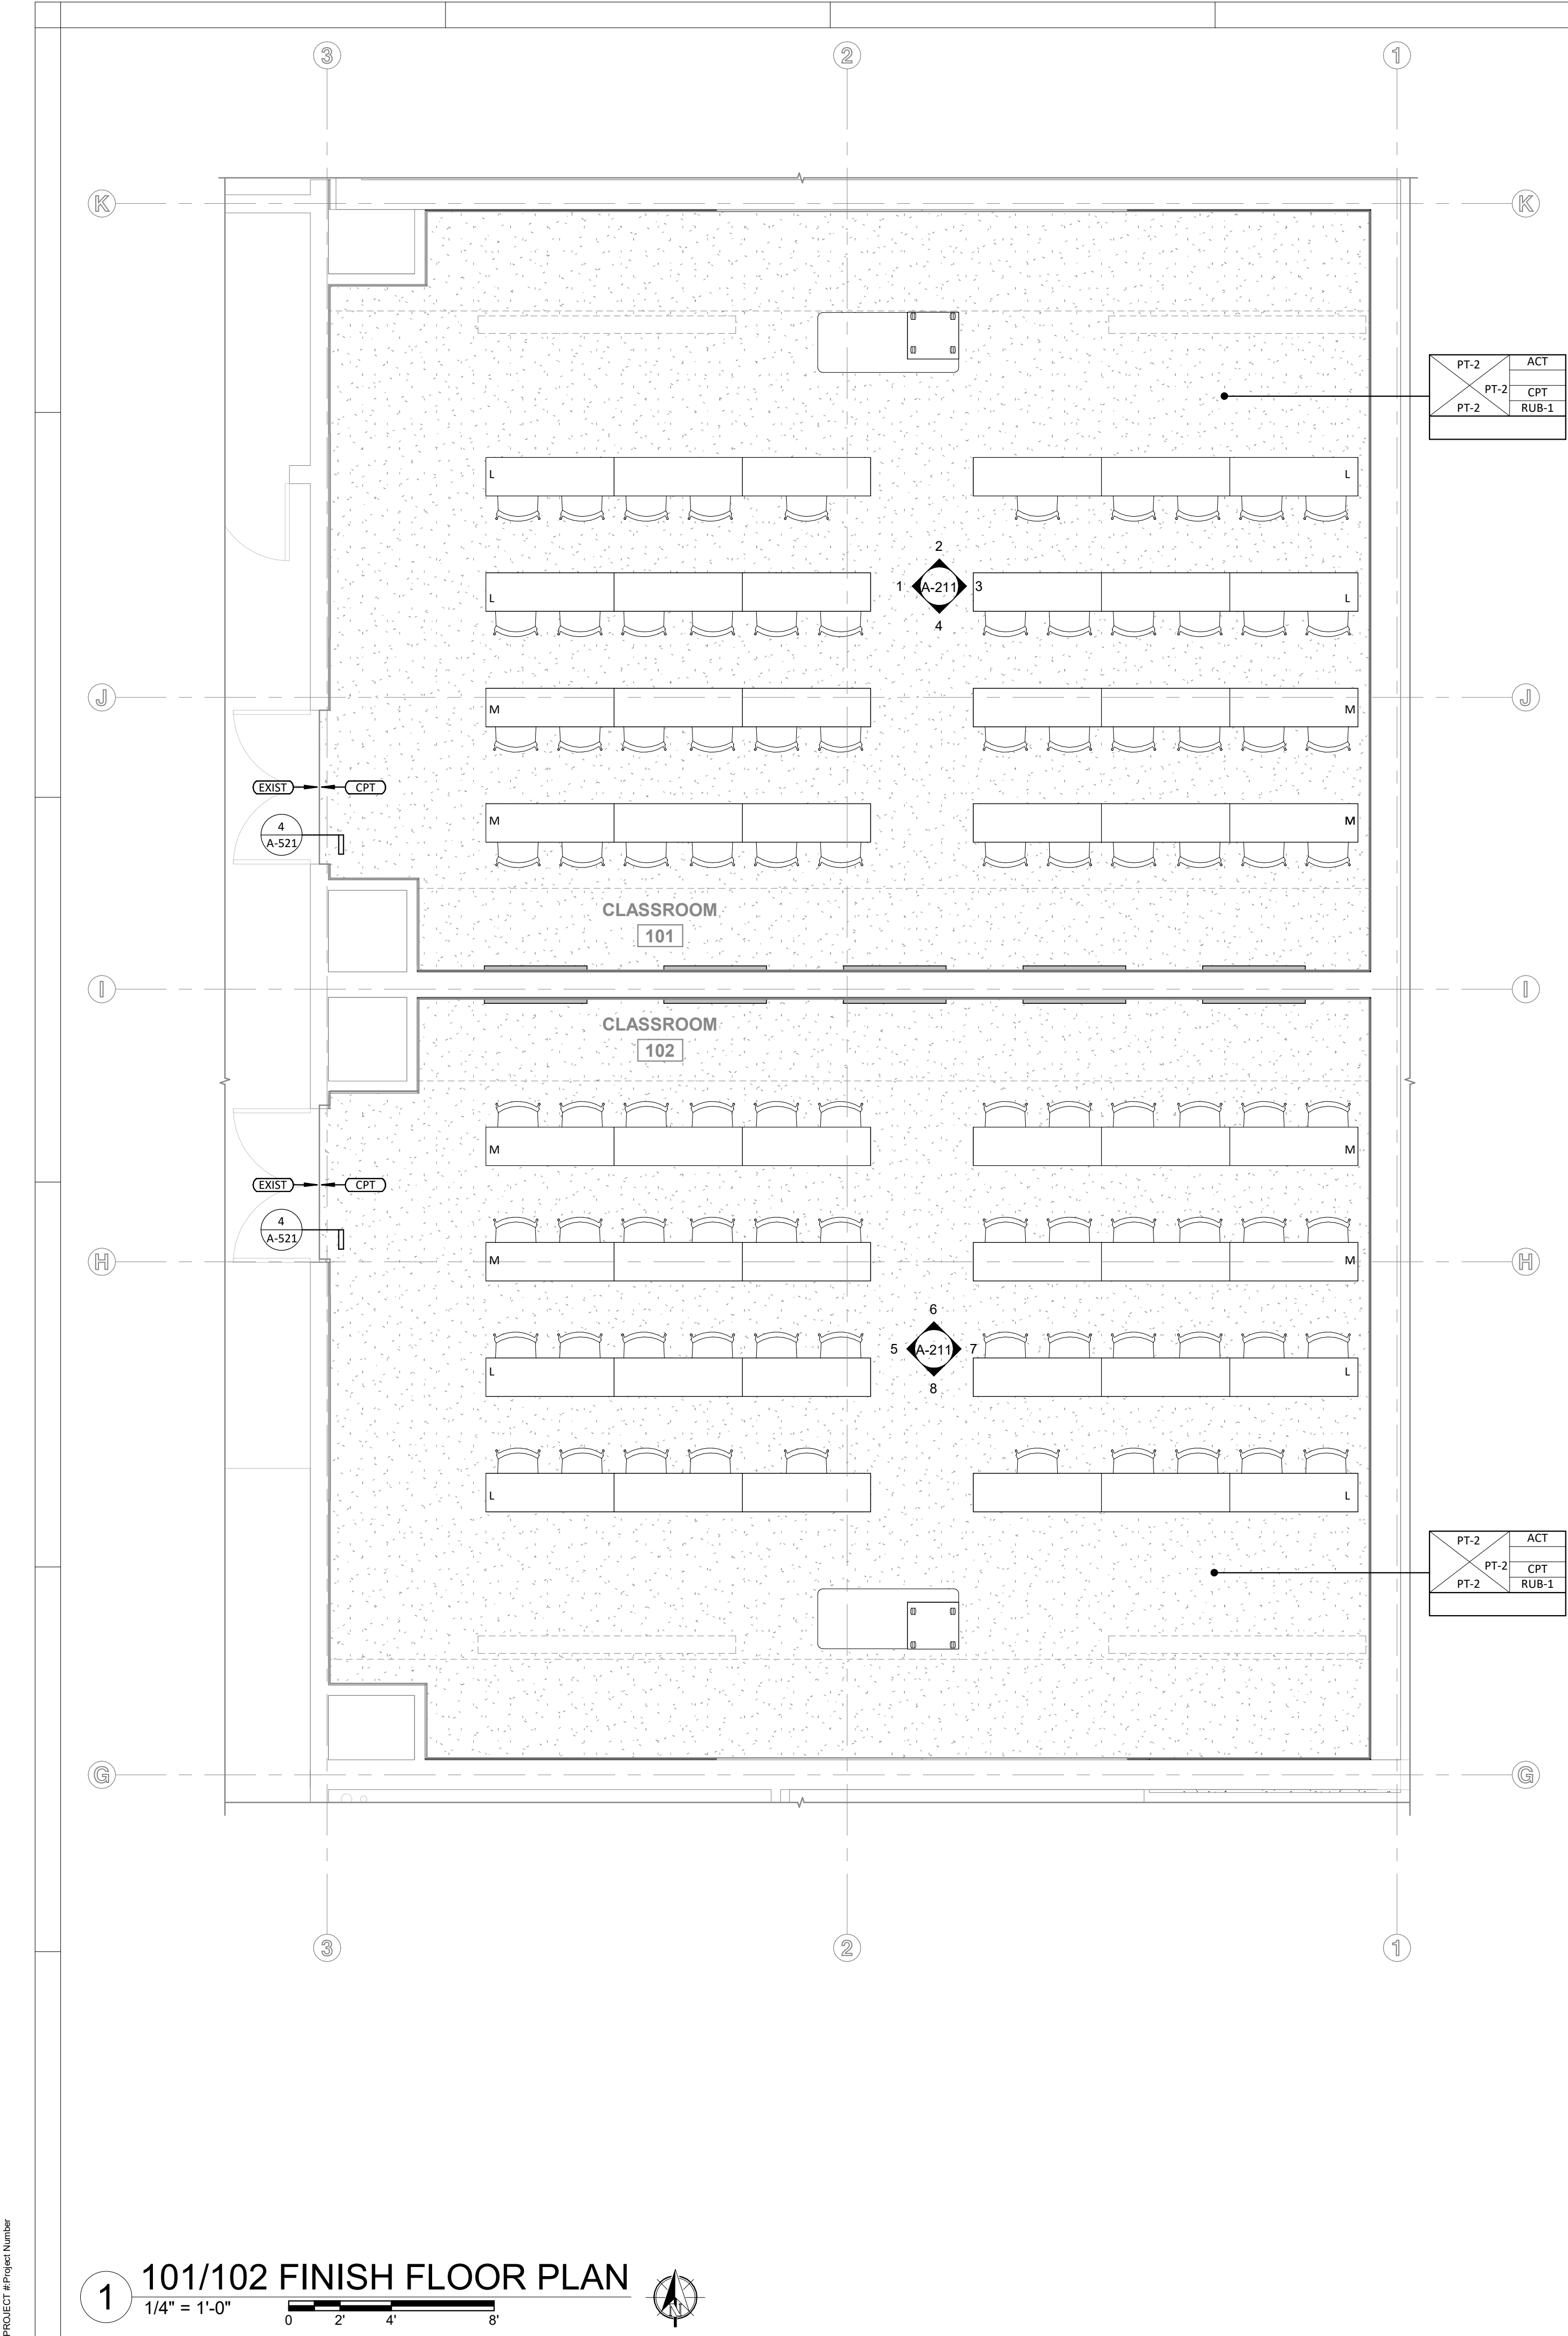 3
2
1
K
K
PT-2
ACT
PT-2
CPT
PT-2
RUB-1
L
L
2
L
1
A-211
3
L
4
J
M
M
J
EXIST
CPT
M
M
4
A-521
CLASSROOM
101
I
I
CLASSROOM
102
M
M
EXIST
CPT
4
A-521
H
M
M
H
6
5
A-211
7
8
L
L
L
L
PT-2
ACT
PT-2
CPT
PT-2
RUB-1
G
G
3
2
1
PROJECT #:Project Number
1
101/102 FINISH FLOOR PLAN
1/4" = 1'-0"
0
2'
4'
8'
N